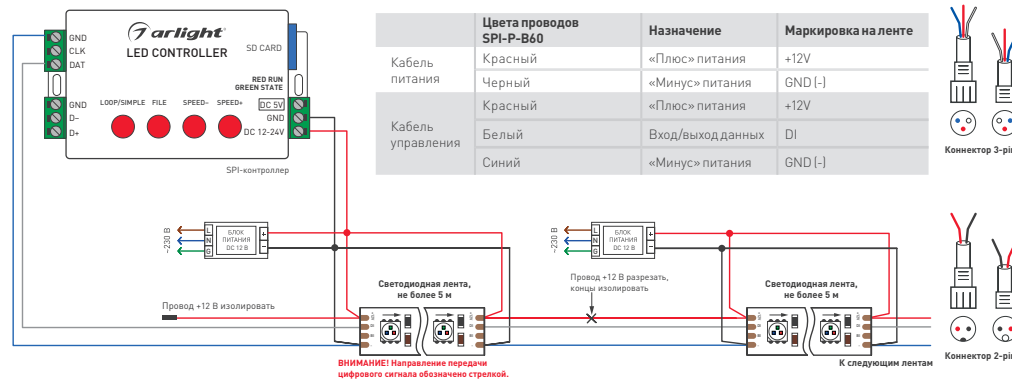 GND
CLK
DAT
arlight
LED CONTROLLER
SD CARD
RED RUN
GREEN STATE
GND
D–
D+
LOOP/SIMPLE FILE SPEED– SPEED+
DC 5V
GND
DC 12-24V
SPI-контроллер
Цвета проводов SPI-P-B60 Назначение Маркировка на ленте
Кабель питания
Красный «Плюс» питания +12V
Черный «Минус» питания GND (-)
Кабель управления
Красный «Плюс» питания +12V
Белый Вход/выход данных DI
Синий «Минус» питания GND (-)
Коннектор 3-pin
~230 В
L
N
G
БЛОК
ПИТАНИЯ
DC 12 В
+
–
~230 В
L
N
G
БЛОК
ПИТАНИЯ
DC 12 В
+
–
Провод +12 В изолировать
Светодиодная лента,
не более 5 м
Провод +12 В разрезать,
концы изолировать
Светодиодная лента,
не более 5 м
ВНИМАНИЕ! Направление передачи
цифрового сигнала обозначено стрелкой.
К следующим лентам
Коннектор 2-pin